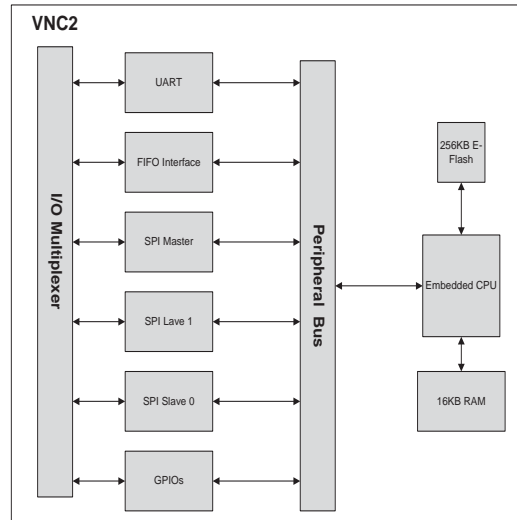 VNC2
I/O Multiplexer
UART
FIFO Interface
SPI Master
SPI Lave 1
SPI Slave 0
GPIOs
Peripheral Bus
256KB E-
Flash
Embedded CPU
16KB RAM